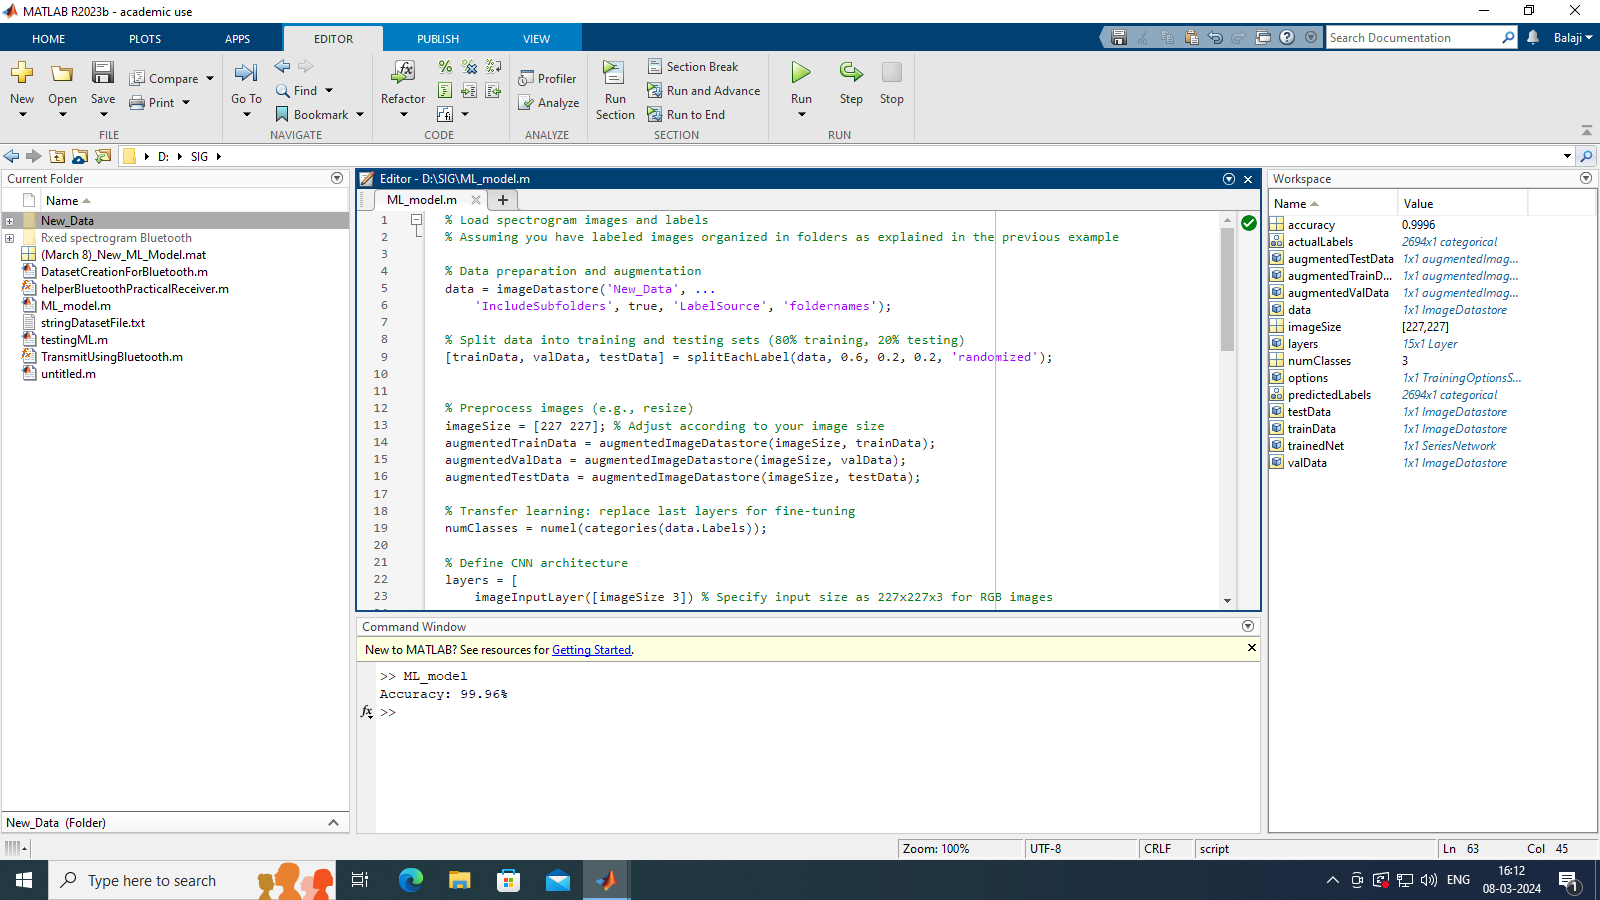 MATLAB R2023b - academic use
HOME PLOTS APPS EDITOR PUBLISH VIEW
Search Documentation
Balaji
New Open Save
Compare
Print
FILE
Go To
Find
Bookmark
NAVIGATE
Refactor
CODE
Profiler
Analyze
ANALYZE
Run Section
Section Break
Run and Advance
Run to End
SECTION
Run Step Stop
RUN
D: SIG
Current Folder
Name
New_Data
Rxed spectrogram Bluetooth
(March 8)_New_ML_Model.mat
DatasetCreationForBluetooth.m
helperBluetoothPracticalReceiver.m
ML_model.m
stringDatasetFile.txt
testingML.m
TransmitUsingBluetooth.m
untitled.m
New_Data (Folder)
Editor - D:\SIG\ML_model.m
ML_model.m
1 % Load spectrogram images and labels
2 % Assuming you have labeled images organized in folders as explained in the previous example
3
4 % Data preparation and augmentation
5 data = imageDatastore('New_Data', ...
6 'IncludeSubfolders', true, 'LabelSource', 'foldernames');
7
8 % Split data into training and testing sets (80% training, 20% testing)
9 [trainData, valData, testData] = splitEachLabel(data, 0.6, 0.2, 0.2, 'randomized');
10
11
12 % Preprocess images (e.g., resize)
13 imageSize = [227 227]; % Adjust according to your image size
14 augmentedTrainData = augmentedImageDatastore(imageSize, trainData);
15 augmentedValData = augmentedImageDatastore(imageSize, valData);
16 augmentedTestData = augmentedImageDatastore(imageSize, testData);
17
18 % Transfer learning: replace last layers for fine-tuning
19 numClasses = numel(categories(data.Labels));
20
21 % Define CNN architecture
22 layers = [
23 imageInputLayer([imageSize 3]) % Specify input size as 227x227x3 for RGB images
Command Window
New to MATLAB? See resources for Getting Started.
>> ML_model
Accuracy: 99.96%
fx >>
Workspace
Name Value
accuracy 0.9996
actualLabels 2694x1 categorical
augmentedTestData 1x1 augmentedImag...
augmentedTrainD... 1x1 augmentedImag...
augmentedValData 1x1 augmentedImag...
data 1x1 ImageDatastore
imageSize [227,227]
layers 15x1 Layer
numClasses 3
options 1x1 TrainingOptionsS...
predictedLabels 2694x1 categorical
testData 1x1 ImageDatastore
trainData 1x1 ImageDatastore
trainedNet 1x1 SeriesNetwork
valData 1x1 ImageDatastore
Zoom: 100% UTF-8 CRLF script Ln 63 Col 45
Type here to search
ENG
16:12
08-03-2024
1